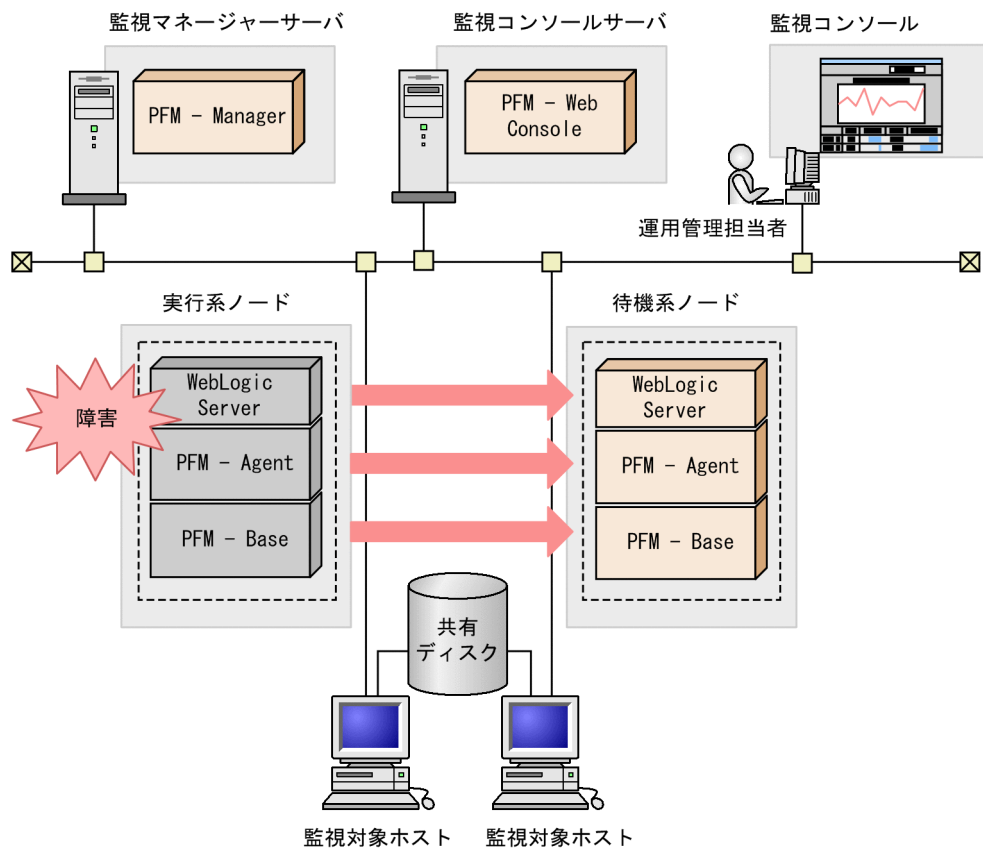 監視マネージャーサーバ
監視コンソールサーバ
監視コンソール
PFM - Manager
PFM - Web
Console
運用管理担当者
実行系ノード
待機系ノード
障害
WebLogic
Server
PFM - Agent
PFM - Base
WebLogic
Server
PFM - Agent
PFM - Base
共有
ディスク
監視対象ホスト
監視対象ホスト